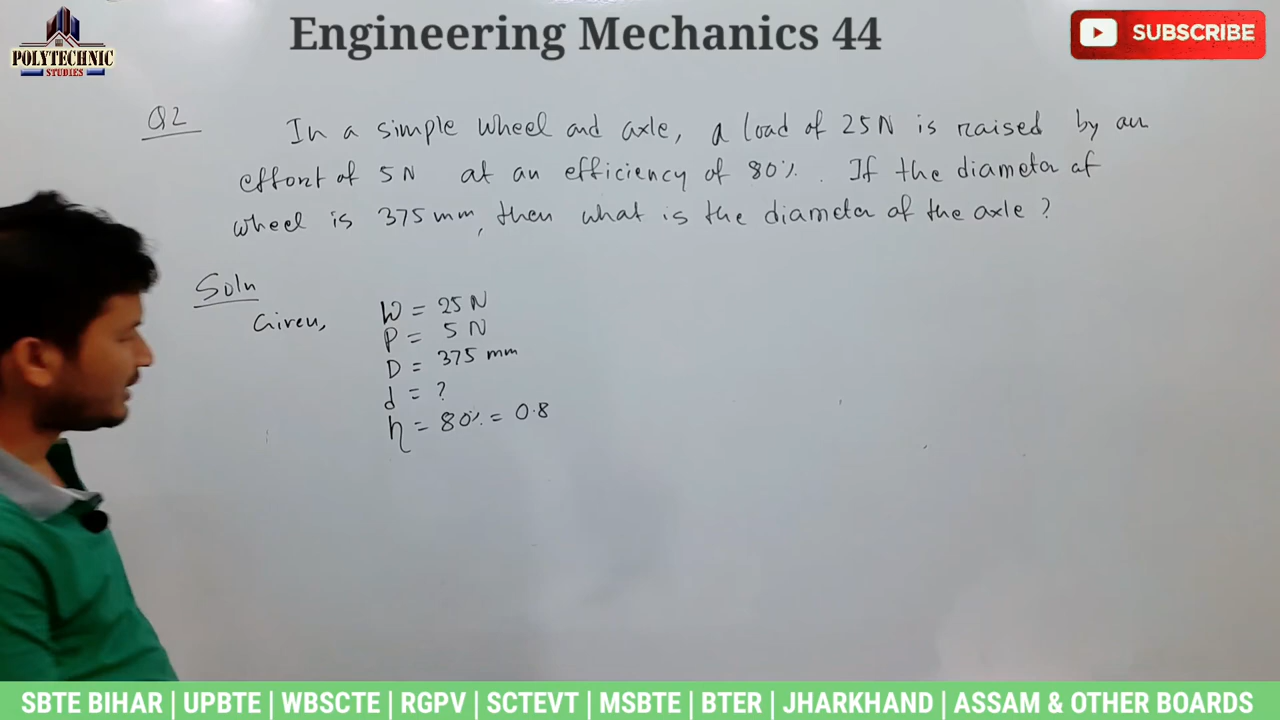 POLYTECHNIC
STUDIES
Engineering Mechanics 44
SUBSCRIBE
Q2 In a simple wheel and axle, a load of 25N is raised by an
effort of 5N at an efficiency of 80%. If the diameter of
wheel is 375mm, then what is the diameter of the axle?
Soln
Given, W = 25 N
P = 5 N
D = 375 mm
d = ?
η = 80% = 0.8
SBTE BIHAR | UPBTE | WBSCTE | RGPV | SCTEVT | MSBTE | BTER | JHARKHAND | ASSAM & OTHER BOARDS